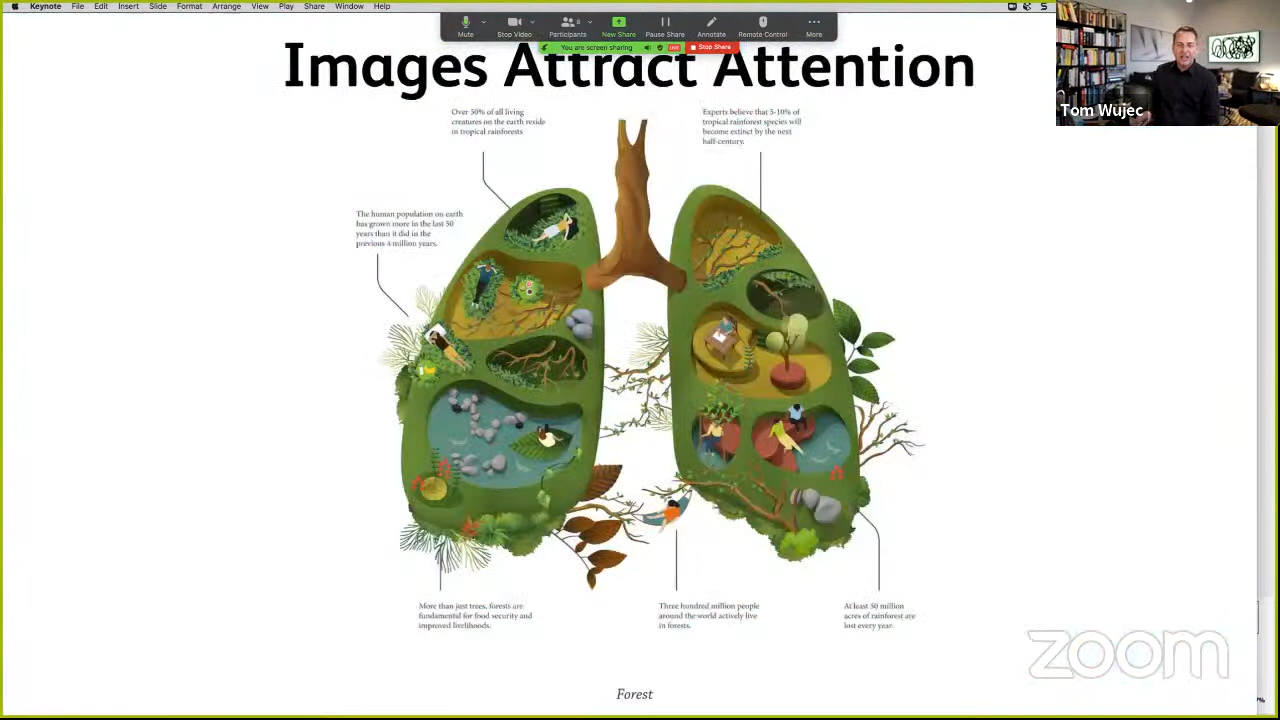 Keynote File Edit Insert Slide Format Arrange View Play Share Window Help
Mute Stop Video Participants 8 New Share Pause Share Annotate Remote Control More
You are screen sharing LIVE Stop Share
Images Attract Attention
Tom Wujec
Over 50% of all living
creatures on the earth reside
in tropical rainforests
Experts believe that 5-10% of
tropical rainforest species will
become extinct by the next
half-century.
The human population on earth
has grown more in the last 50
years than it did in the
previous 4 million years.
More than just trees, forests are
fundamental for food security and
improved livelihoods.
Three hundred million people
around the world actively live
in forests.
At least 50 million
acres of rainforest are
lost every year.
zoom
Forest